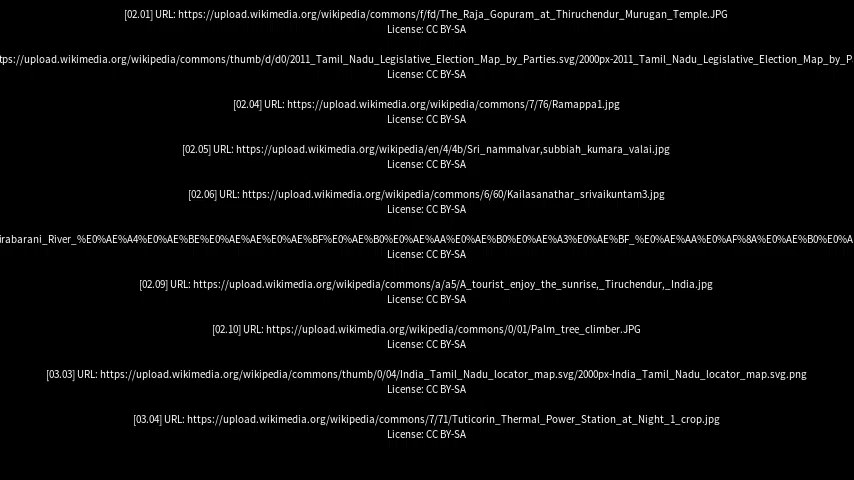 [02.01] URL: https://upload.wikimedia.org/wikipedia/commons/f/fd/The_Raja_Gopuram_at_Thiruchendur_Murugan_Temple.JPG
License: CC BY-SA
tps://upload.wikimedia.org/wikipedia/commons/thumb/d/d0/2011_Tamil_Nadu_Legislative_Election_Map_by_Parties.svg/2000px-2011_Tamil_Nadu_Legislative_Election_Map_by_P
License: CC BY-SA
[02.04] URL: https://upload.wikimedia.org/wikipedia/commons/7/76/Ramappa1.jpg
License: CC BY-SA
[02.05] URL: https://upload.wikimedia.org/wikipedia/en/4/4b/Sri_nammalvar,subbiah_kumara_valai.jpg
License: CC BY-SA
[02.06] URL: https://upload.wikimedia.org/wikipedia/commons/6/60/Kailasanathar_srivaikuntam3.jpg
License: CC BY-SA
irabarani_River_%E0%AE%A4%E0%AE%BE%E0%AE%AE%E0%AE%BF%E0%AE%B0%E0%AE%AA%E0%AE%B0%E0%AE%A3%E0%AE%BF_%E0%AE%AA%E0%AF%8A%E0%AE%B0%E0%A
License: CC BY-SA
[02.09] URL: https://upload.wikimedia.org/wikipedia/commons/a/a5/A_tourist_enjoy_the_sunrise,_Tiruchendur,_India.jpg
License: CC BY-SA
[02.10] URL: https://upload.wikimedia.org/wikipedia/commons/0/01/Palm_tree_climber.JPG
License: CC BY-SA
[03.03] URL: https://upload.wikimedia.org/wikipedia/commons/thumb/0/04/India_Tamil_Nadu_locator_map.svg/2000px-India_Tamil_Nadu_locator_map.svg.png
License: CC BY-SA
[03.04] URL: https://upload.wikimedia.org/wikipedia/commons/7/71/Tuticorin_Thermal_Power_Station_at_Night_1_crop.jpg
License: CC BY-SA